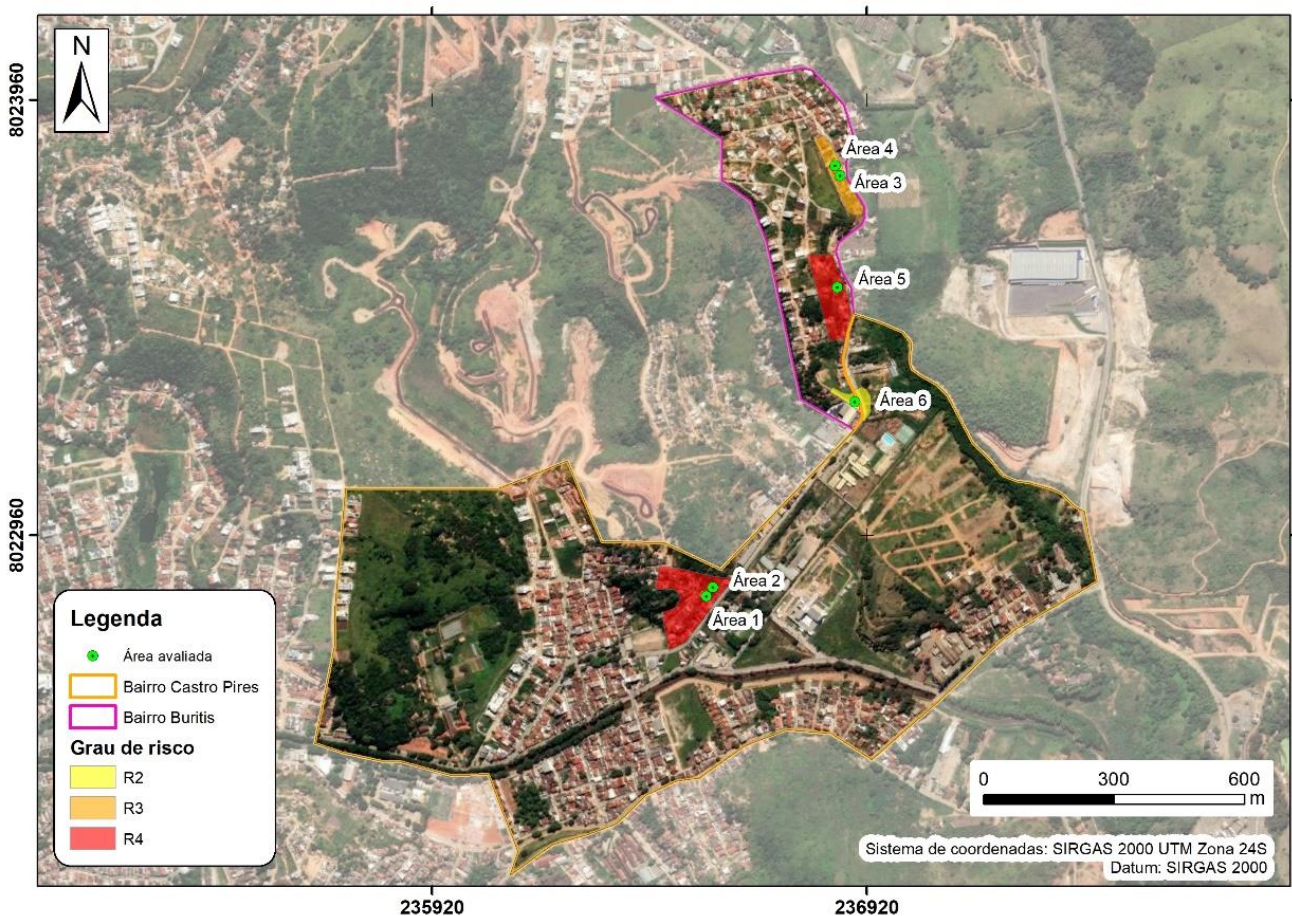 N
8023960
8022960
Área 4
Área 3
Área 5
Área 6
Área 2
Área 1
Legenda
Área avaliada
Bairro Castro Pires
Bairro Buritis
Grau de risco
R2
R3
R4
0 300 600
m
Sistema de coordenadas: SIRGAS 2000 UTM Zona 24S
Datum: SIRGAS 2000
235920 236920